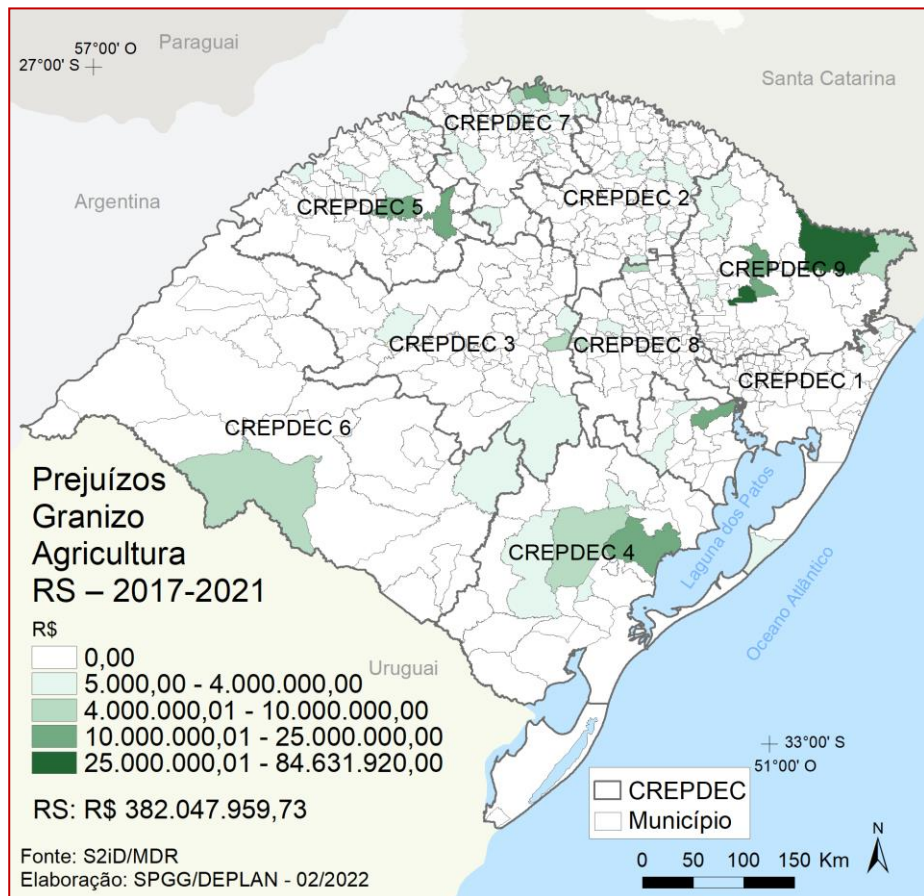 Paraguai
57°00' O
27°00' S
Santa Catarina
CREPDEC 7
Argentina
CREPDEC 5
CREPDEC 2
CREPDEC 9
CREPDEC 3
CREPDEC 8
CREPDEC 1
CREPDEC 6
Prejuízos
Granizo
Agricultura
RS – 2017-2021
CREPDEC 4
Laguna dos Patos
Oceano Atlântico
Uruguai
R$
0,00
5.000,00 - 4.000.000,00
4.000.000,01 - 10.000.000,00
10.000.000,01 - 25.000.000,00
25.000.000,01 - 84.631.920,00
RS: R$ 382.047.959,73
33°00' S
51°00' O
CREPDEC
Município
N
0 50 100 150 Km
Fonte: S2iD/MDR
Elaboração: SPGG/DEPLAN - 02/2022